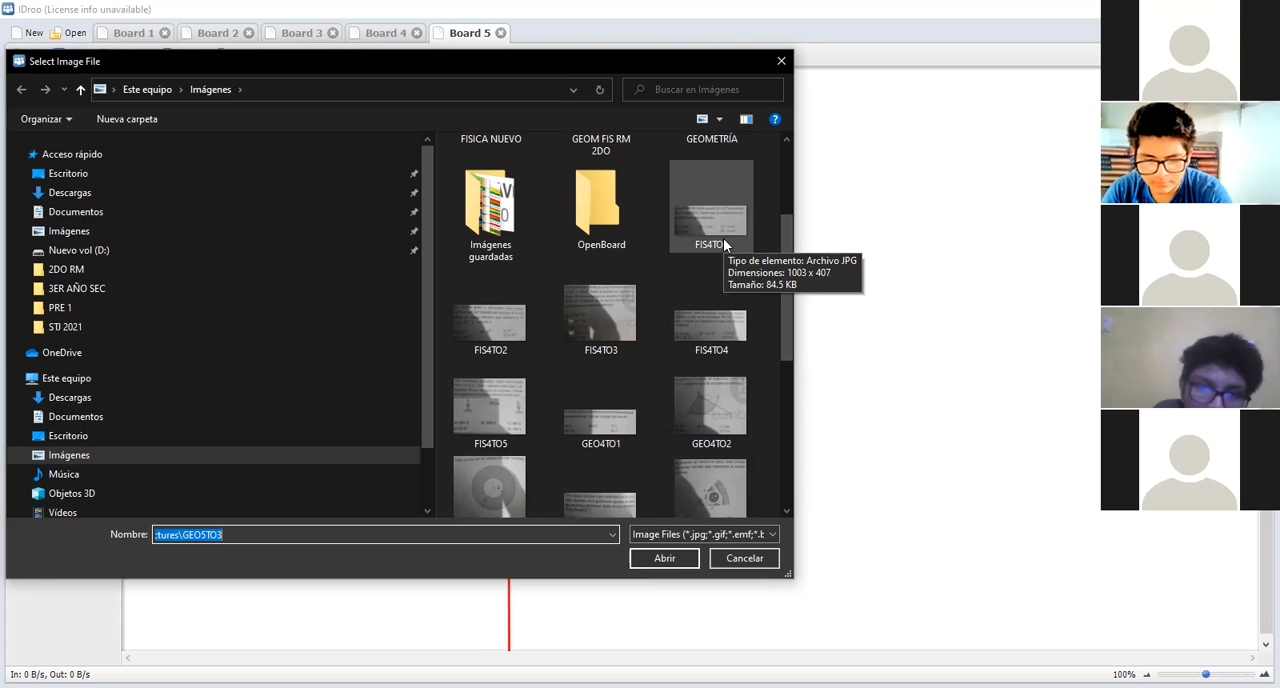 IDroo (License info unavailable)
New Open Board 1 Board 2 Board 3 Board 4 Board 5
Select Image File
Este equipo › Imágenes ›
Buscar en Imágenes
Organizar Nueva carpeta
Acceso rápido
Escritorio
Descargas
Documentos
Imágenes
Nuevo vol (D:)
2DO RM
3ER AÑO SEC
PRE 1
STJ 2021
OneDrive
Este equipo
Descargas
Documentos
Escritorio
Imágenes
Música
Objetos 3D
Vídeos
FISICA NUEVO
GEOM FIS RM
2DO
GEOMETRÍA
Imágenes
guardadas
OpenBoard
FIS4TO
Tipo de elemento: Archivo JPG
Dimensiones: 1003 x 407
Tamaño: 84.5 KB
FIS4TO2
FIS4TO3
FIS4TO4
FIS4TO5
GEO4TO1
GEO4TO2
Nombre: :tures\GEO5TO3
Image Files (*.jpg;*.gif;*.emf;*.b
Abrir
Cancelar
In: 0 B/s, Out: 0 B/s
100%